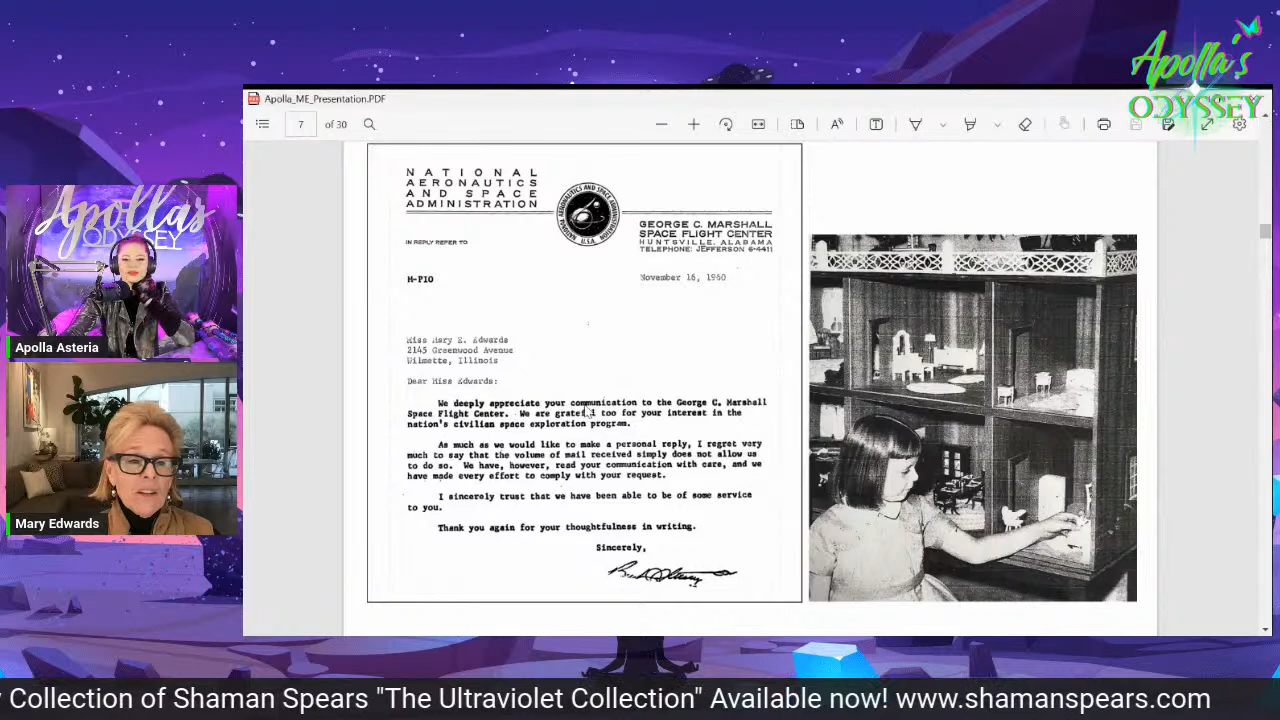 Apolla's
ODYSSEY
Apolla_ME_Presentation.PDF
7 of 30
NATIONAL
AERONAUTICS
AND SPACE
ADMINISTRATION
NATIONAL AERONAUTICS AND SPACE ADMINISTRATION
U.S.A.
GEORGE C. MARSHALL
SPACE FLIGHT CENTER
HUNTSVILLE, ALABAMA
TELEPHONE: JEFFERSON 6-4411
IN REPLY REFER TO
M-PIO
November 16, 1960
Miss Mary E. Edwards
2145 Greenwood Avenue
Wilmette, Illinois
Dear Miss Edwards:
We deeply appreciate your communication to the George C. Marshall
Space Flight Center. We are grateful too for your interest in the
nation's civilian space exploration program.
As much as we would like to make a personal reply, I regret very
much to say that the volume of mail received simply does not allow us
to do so. We have, however, read your communication with care, and we
have made every effort to comply with your request.
I sincerely trust that we have been able to be of some service
to you.
Thank you again for your thoughtfulness in writing.
Sincerely,
Apollas
ODYSSEY
Apolla Asteria
Mary Edwards
Collection of Shaman Spears "The Ultraviolet Collection" Available now! www.shamanspears.com